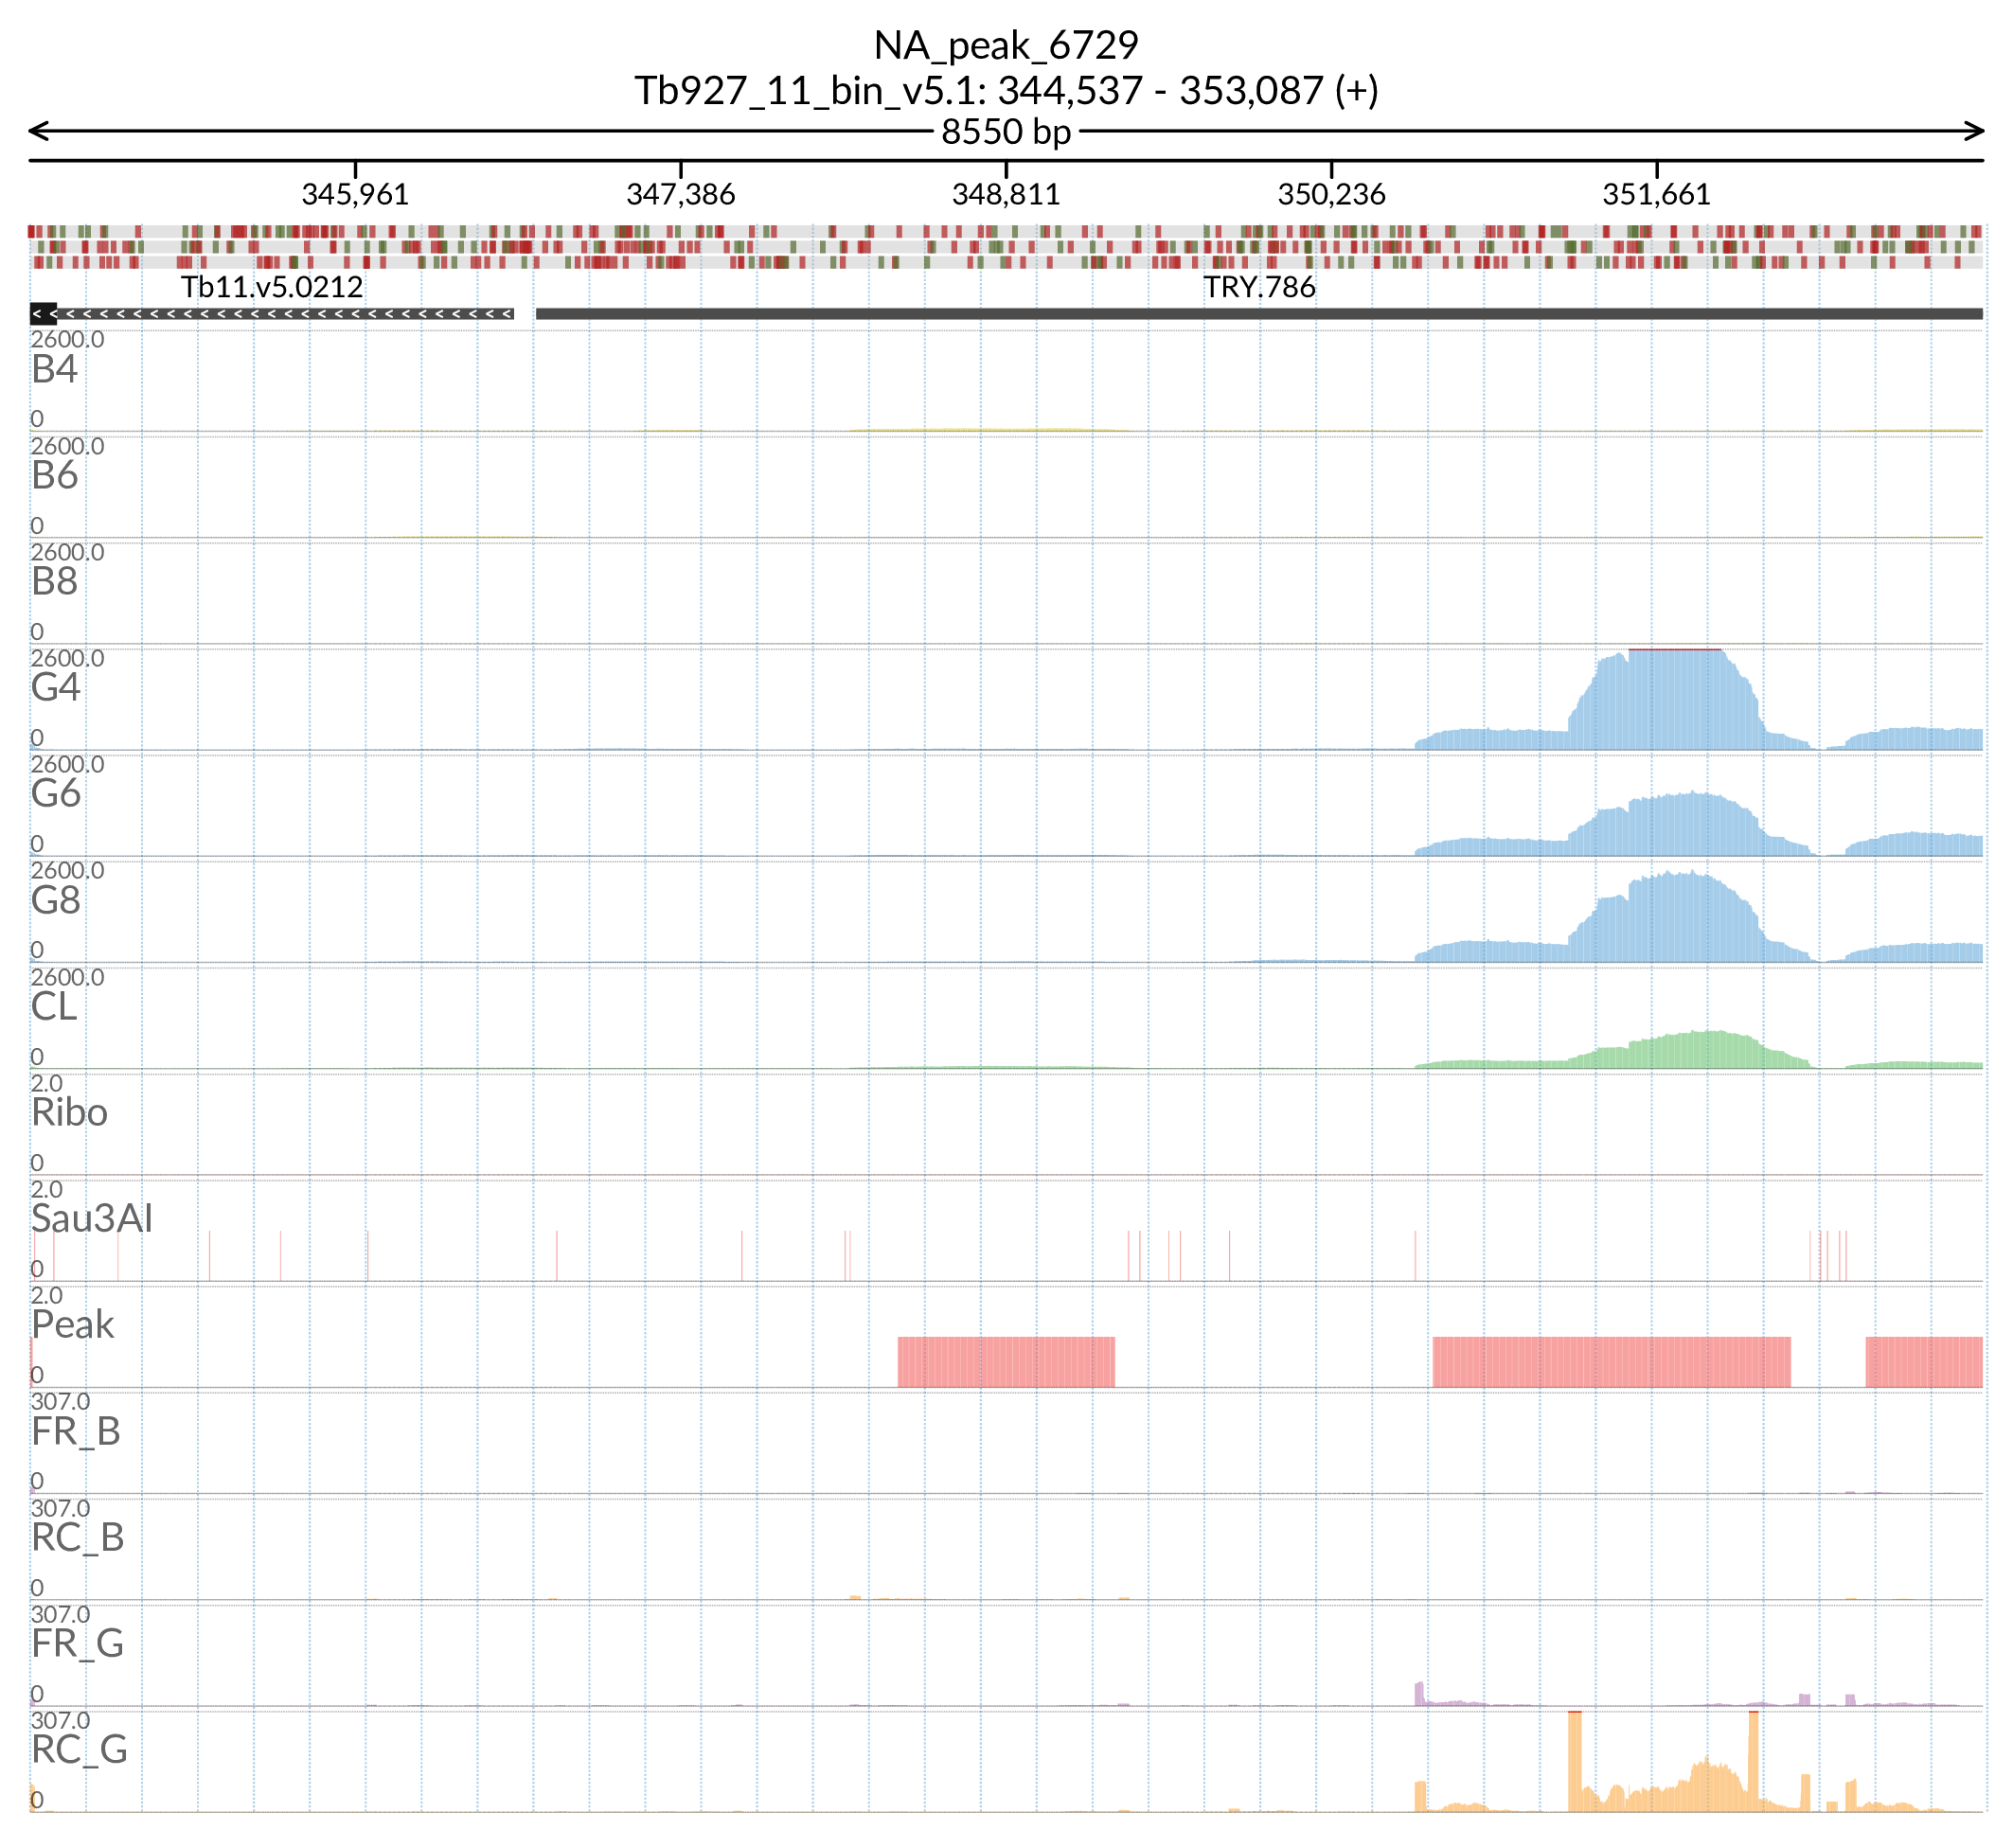 NA_peak_6729
Tb927_11_bin_v5.1: 344,537 - 353,087 (+)
8550 bp
345,961 347,386 348,811 350,236 351,661
Tb11.v5.0212 TRY.786
2600.0
B4
0
2600.0
B6
0
2600.0
B8
0
2600.0
G4
0
2600.0
G6
0
2600.0
G8
0
2600.0
CL
0
2.0
Ribo
0
2.0
Sau3AI
0
2.0
Peak
0
307.0
FR_B
0
307.0
RC_B
0
307.0
FR_G
0
307.0
RC_G
0